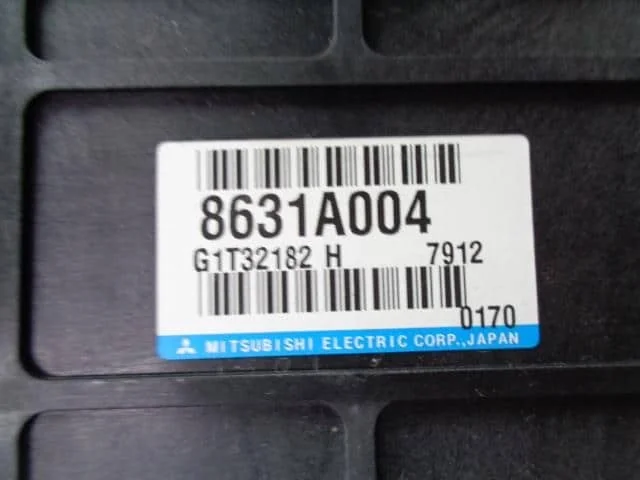 8631A004
G1T32182 H 7912
0170
MITSUBISHI ELECTRIC CORP.,JAPAN